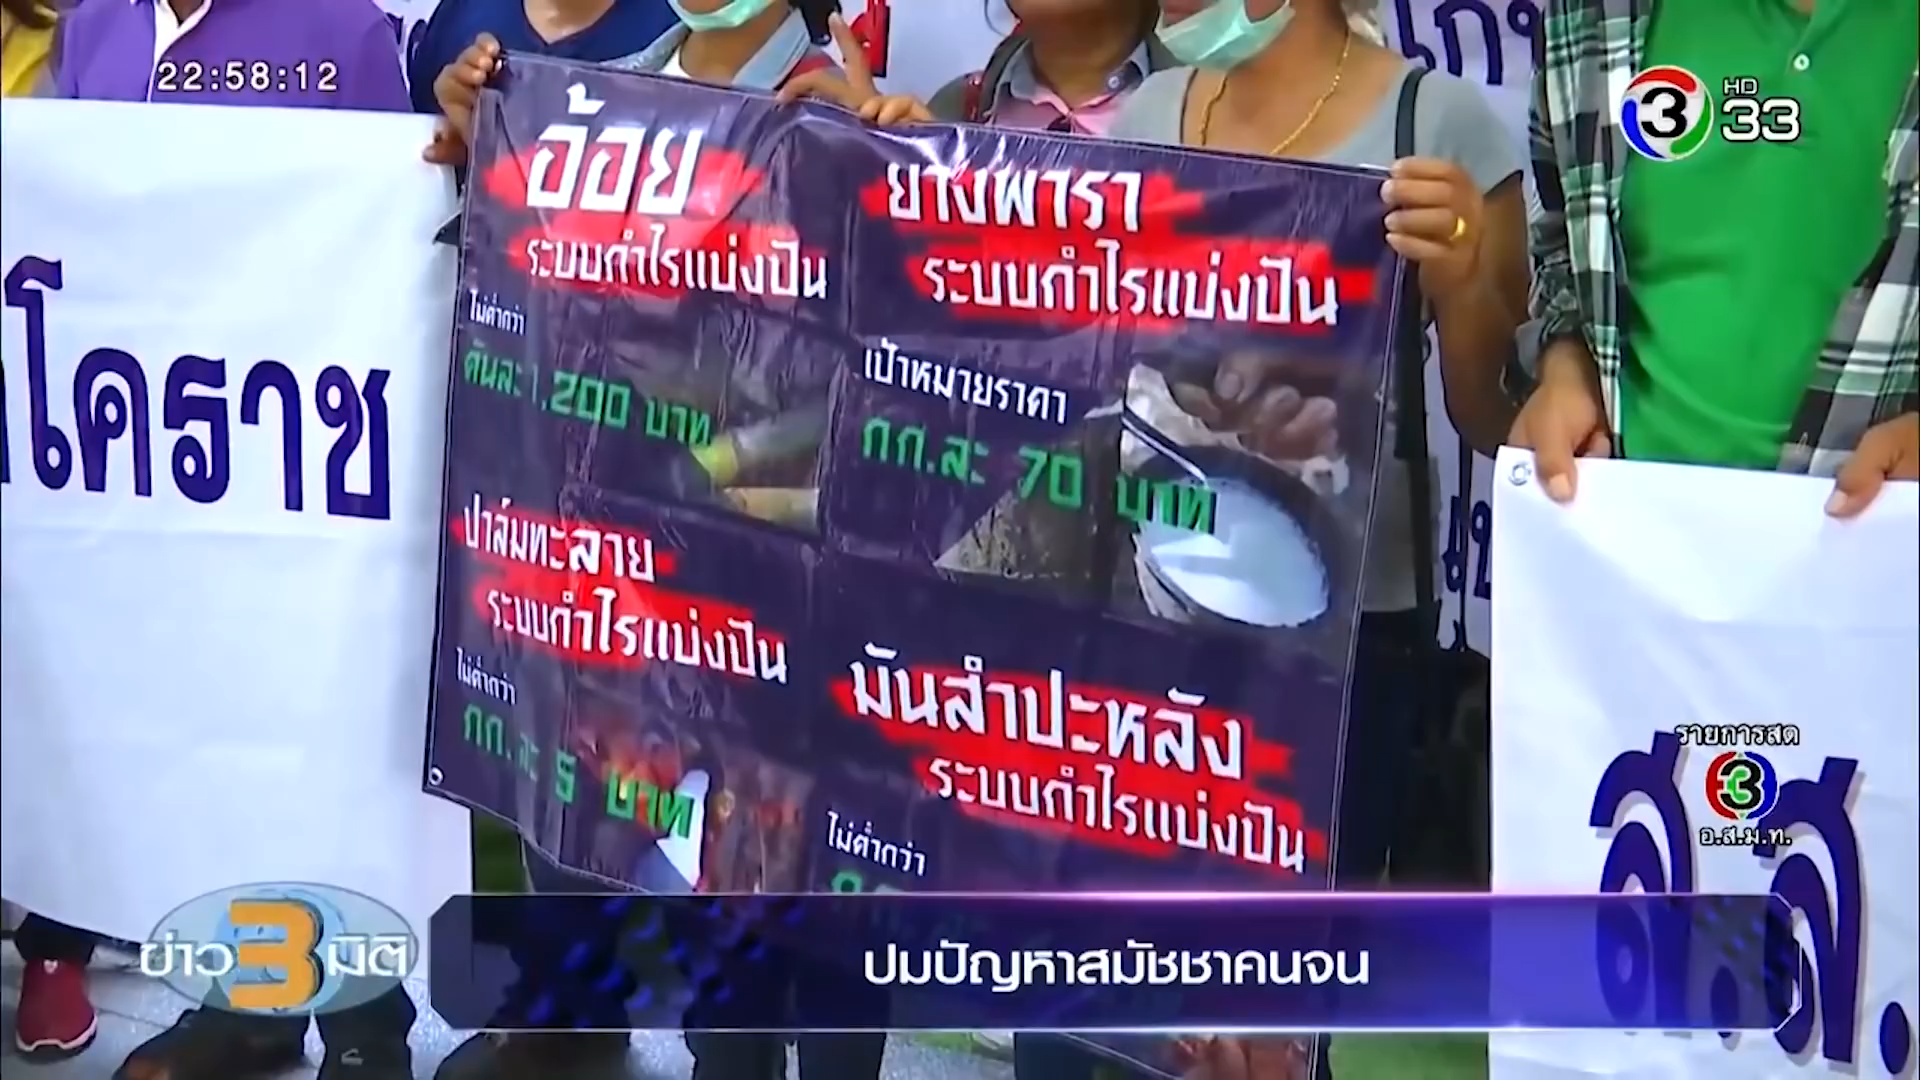 22:58:12
3 HD 33
โคราช
อ้อย
ระบบกำไรแบ่งปัน
ไม่ต่ำกว่า
ตันละ 1,200 บาท
ยางพารา
ระบบกำไรแบ่งปัน
เป้าหมายราคา
กก.ละ 70 บาท
ปาล์มทะลาย
ระบบกำไรแบ่งปัน
ไม่ต่ำกว่า
กก.ละ 5 บาท
มันสำปะหลัง
ระบบกำไรแบ่งปัน
ไม่ต่ำกว่า
รายการสด
3
อ.ส.ม.ท.
ส.ส.
ข่าว 3 มิติ
ปมปัญหาสมัชชาคนจน